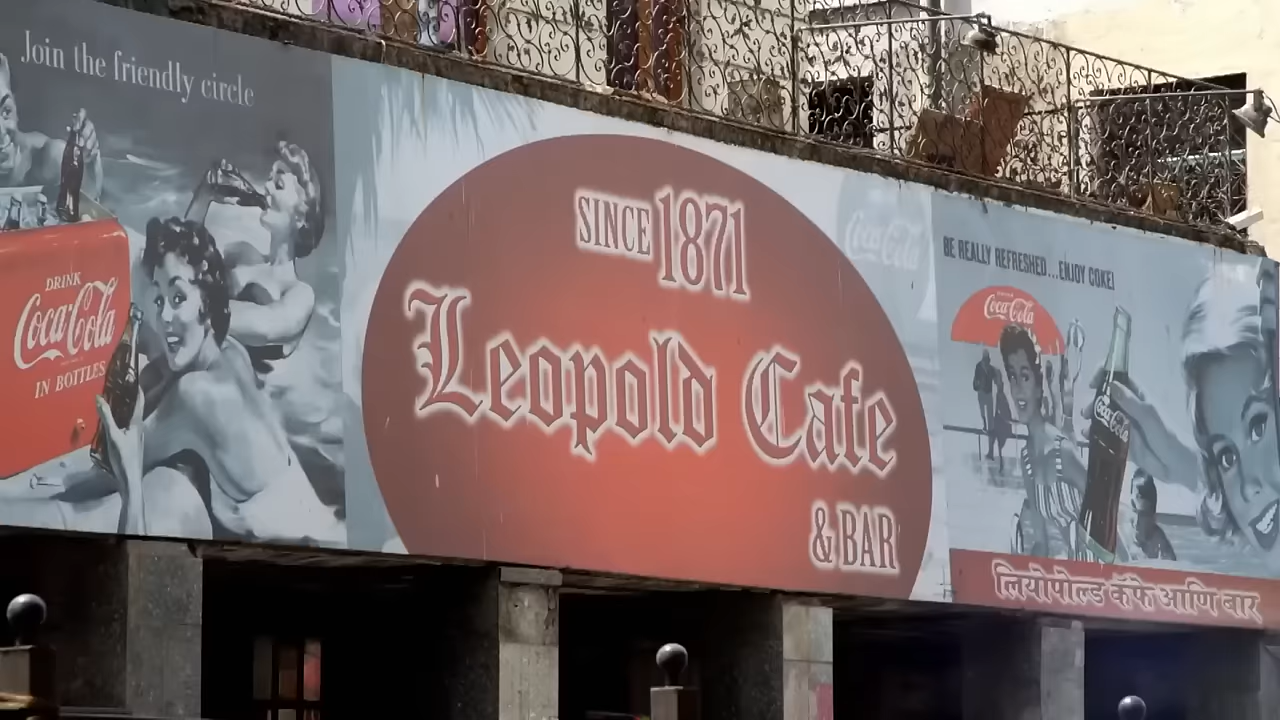 Join the friendly circle
DRINK
Coca-Cola
IN BOTTLES
SINCE 1871
Leopold Cafe
& BAR
Coca-Cola
BE REALLY REFRESHED...ENJOY COKE!
Coca-Cola
Coca-Cola
लियोपोल्ड कॅफे आणि बार